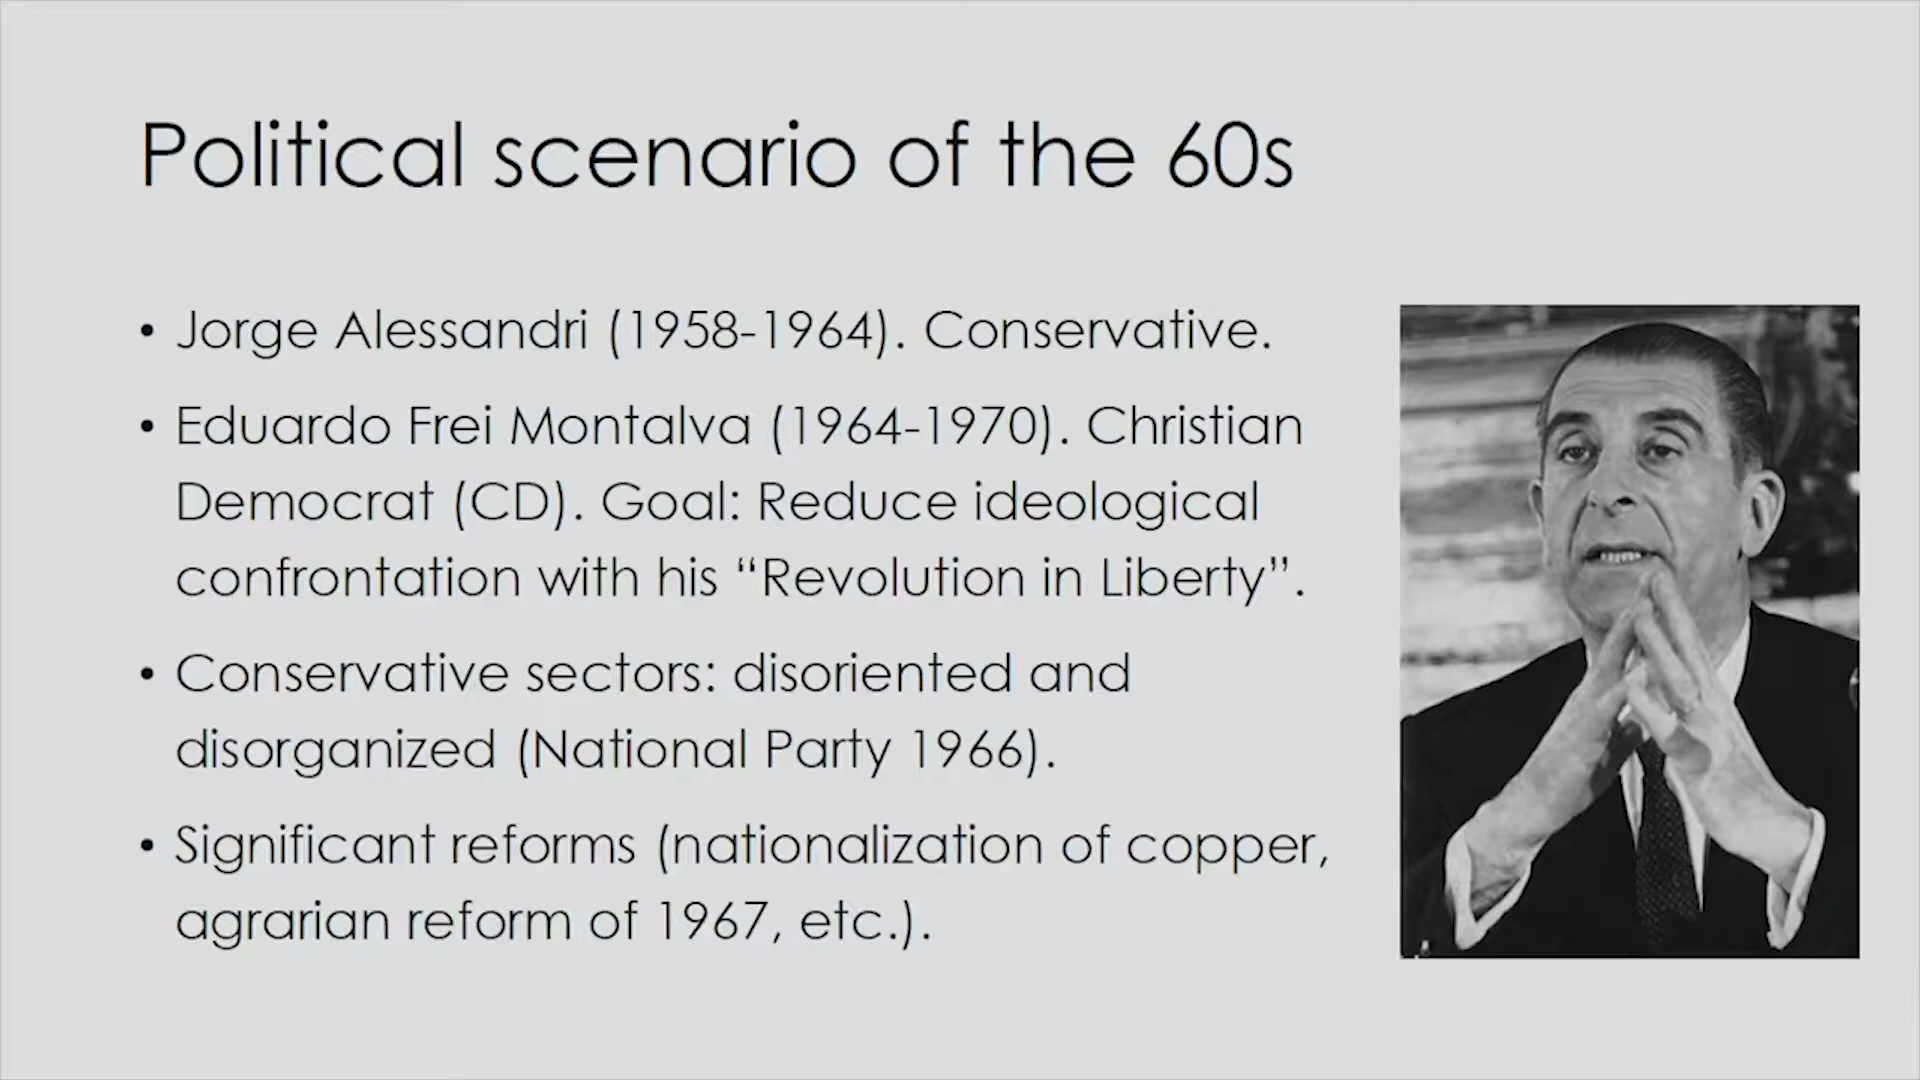 Political scenario of the 60s
• Jorge Alessandri (1958-1964). Conservative.
• Eduardo Frei Montalva (1964-1970). Christian
Democrat (CD). Goal: Reduce ideological
confrontation with his “Revolution in Liberty”.
• Conservative sectors: disoriented and
disorganized (National Party 1966).
• Significant reforms (nationalization of copper,
agrarian reform of 1967, etc.).